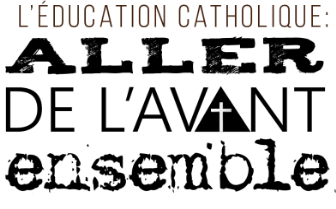 L'ÉDUCATION CATHOLIQUE:
ALLER
DE L'AVANT
ensemble